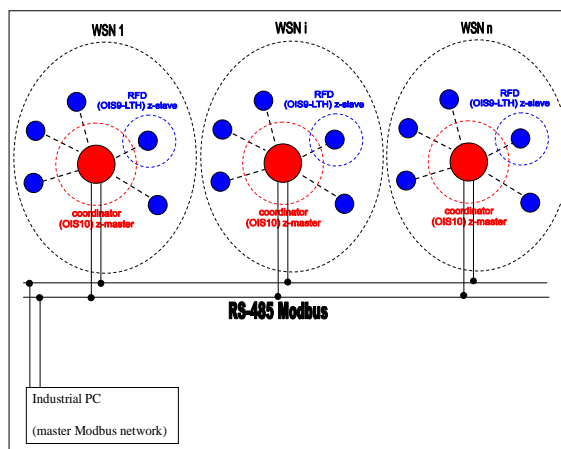 WSN 1
WSN i
WSN n
RFD
(OIS9-LTH) z-slave
RFD
(OIS9-LTH) z-slave
RFD
(OIS9-LTH) z-slave
coordinator
(OIS10) z-master
coordinator
(OIS10) z-master
coordinator
(OIS10) z-master
RS-485 Modbus
Industrial PC
(master Modbus network)